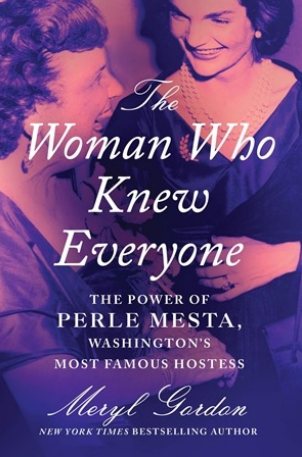 The
Woman Who
Knew
Everyone
THE POWER OF
PERLE MESTA,
WASHINGTON'S
MOST FAMOUS HOSTESS
Meryl Gordon
NEW YORK TIMES BESTSELLING AUTHOR